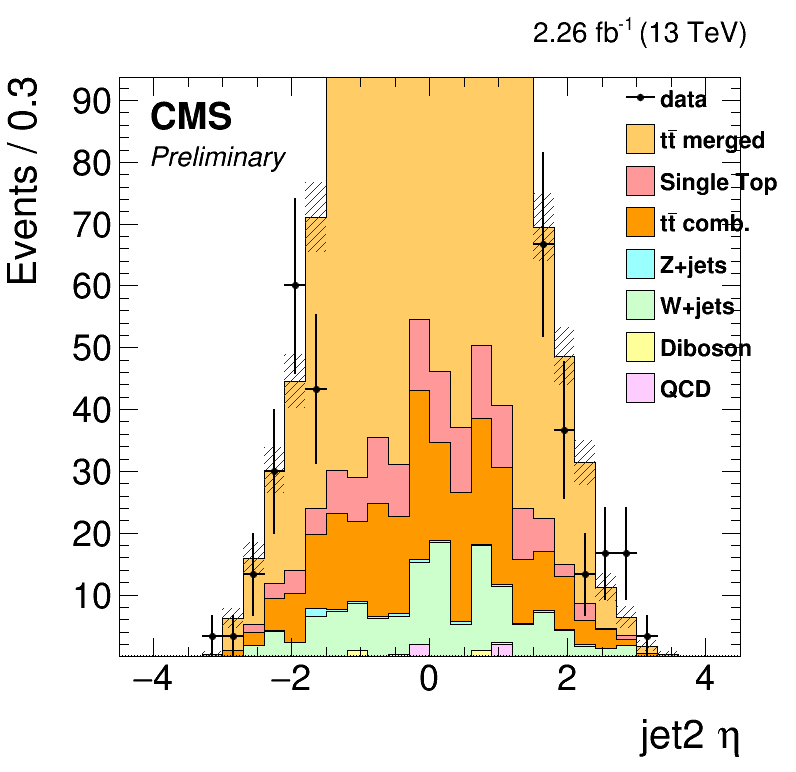 2.26 fb⁻¹ (13 TeV)
Events / 0.3
90
80
70
60
50
40
30
20
10
CMS
Preliminary
data
tt̄ merged
Single Top
tt̄ comb.
Z+jets
W+jets
Diboson
QCD
−4 −2 0 2 4
jet2 η